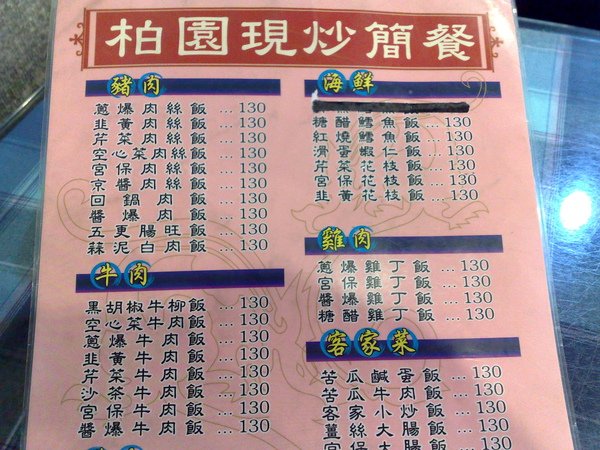 柏園現炒簡餐
豬肉
蔥爆肉絲飯 ... 130
韭黃肉絲飯 ... 130
芹菜肉絲飯 ... 130
空心菜肉絲飯 ... 130
宮保肉絲飯 ... 130
京醬肉絲飯 ... 130
回鍋肉飯 ... 130
醬爆肉飯 ... 130
五更腸旺飯 ... 130
蒜泥白肉飯 ... 130
牛肉
黑胡椒牛柳飯 ... 130
空心菜牛肉飯 ... 130
蔥爆牛肉飯 ... 130
韭黃牛肉飯 ... 130
芹菜牛肉飯 ... 130
沙茶牛肉飯 ... 130
宮保牛肉飯 ... 130
醬爆牛肉飯 ... 130
海鮮
糖醋鱈魚飯 ... 130
紅燒鱈魚飯 ... 130
滑蛋蝦仁飯 ... 130
芹菜花枝飯 ... 130
宮保花枝飯 ... 130
韭黃花枝飯 ... 130
雞肉
蔥爆雞丁飯 ... 130
宮保雞丁飯 ... 130
醬爆雞丁飯 ... 130
糖醋雞丁飯 ... 130
客家菜
苦瓜鹹蛋飯 ... 130
苦瓜牛肉飯 ... 130
客家小炒飯 ... 130
薑絲大腸飯 ... 130
宮保大腸飯 ... 130